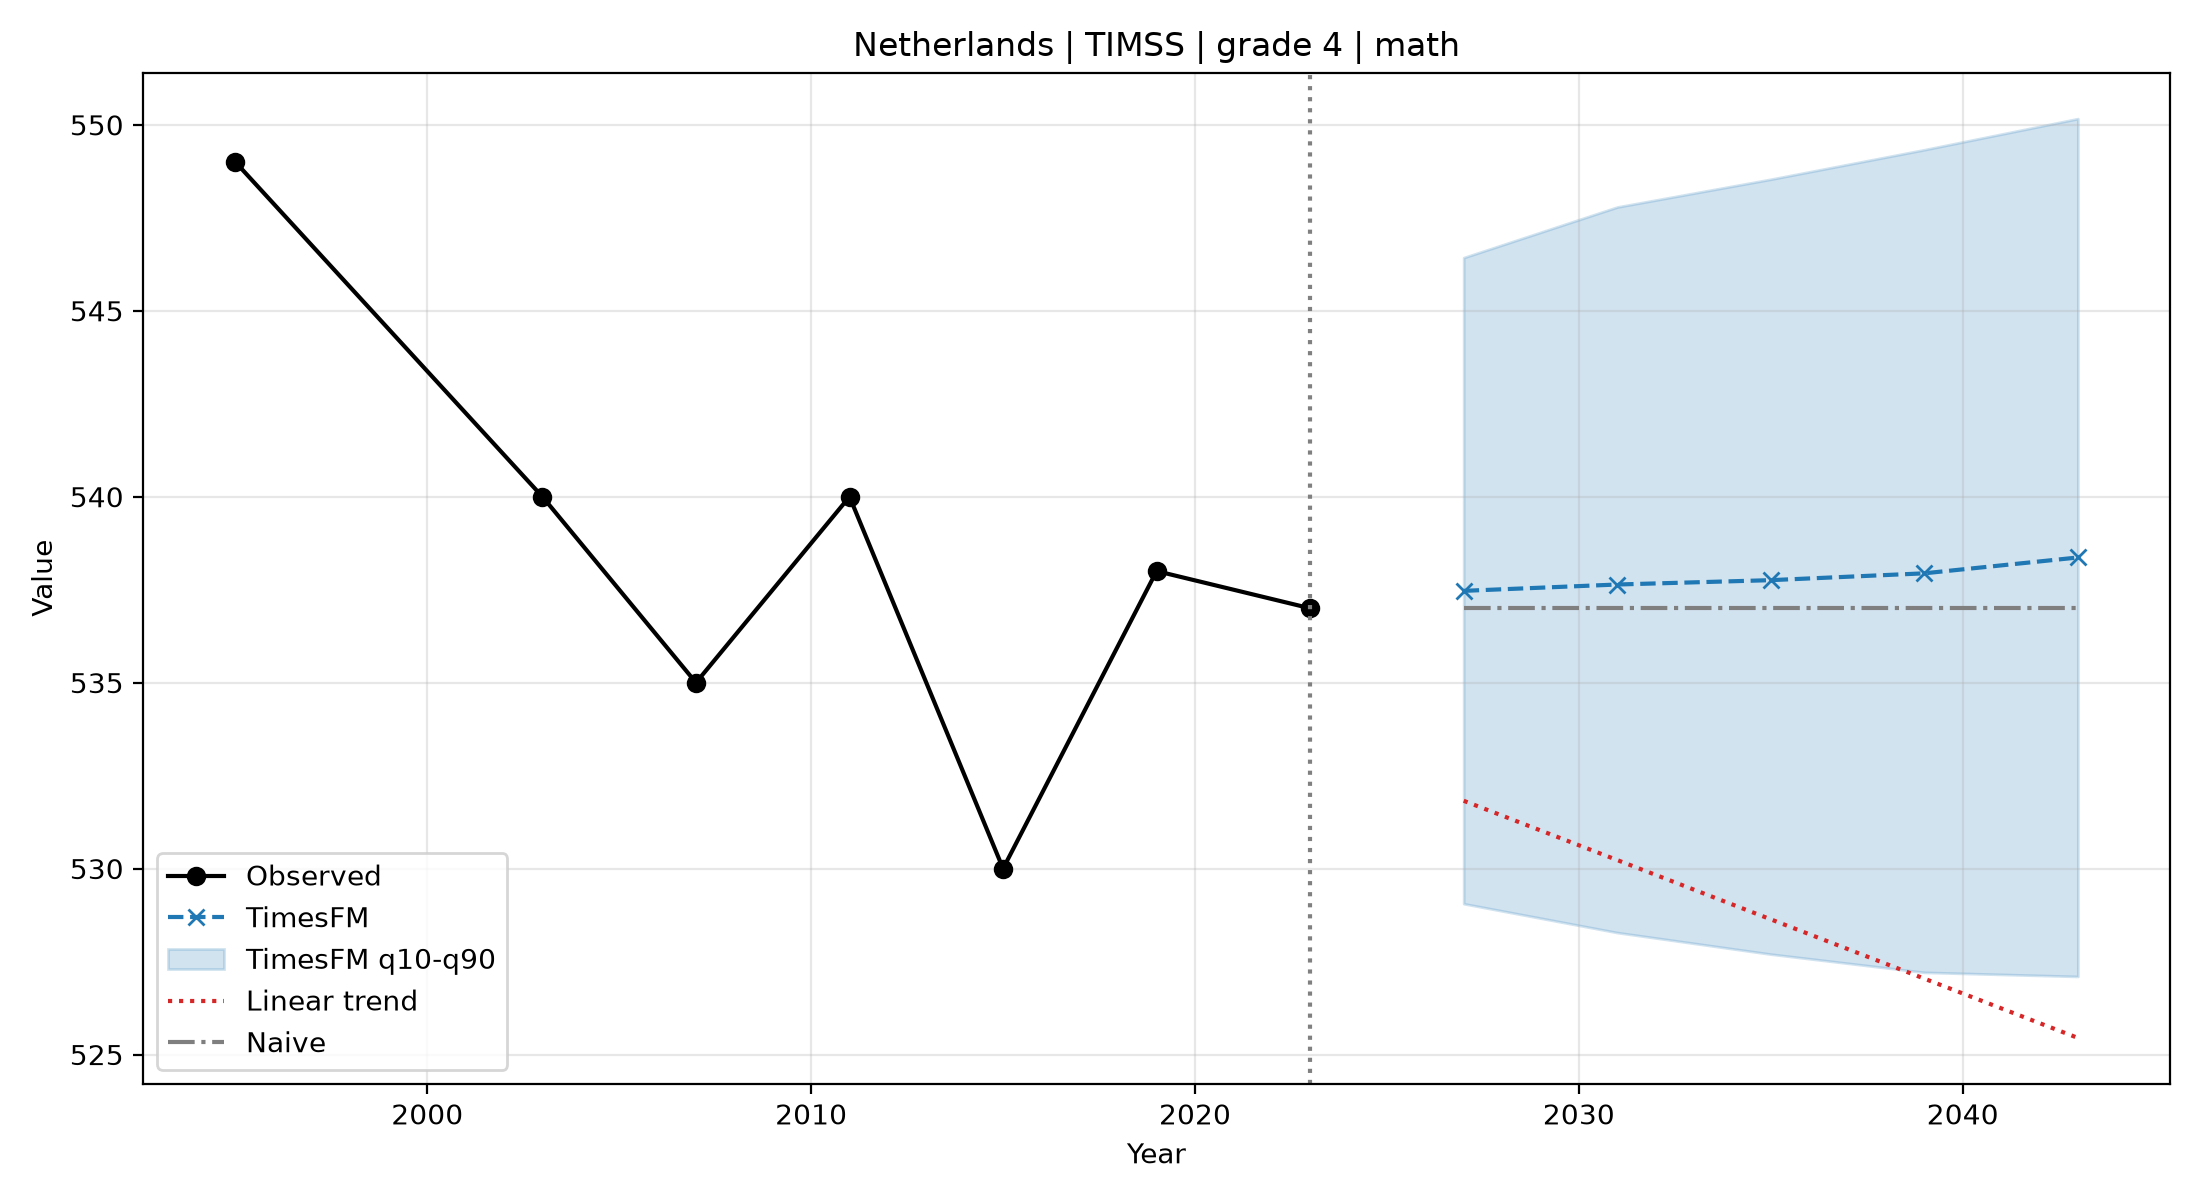 Netherlands | TIMSS | grade 4 | math
550
545
540
535
530
525
Value
Observed
TimesFM
TimesFM q10-q90
Linear trend
Naive
2000
2010
2020
2030
2040
Year